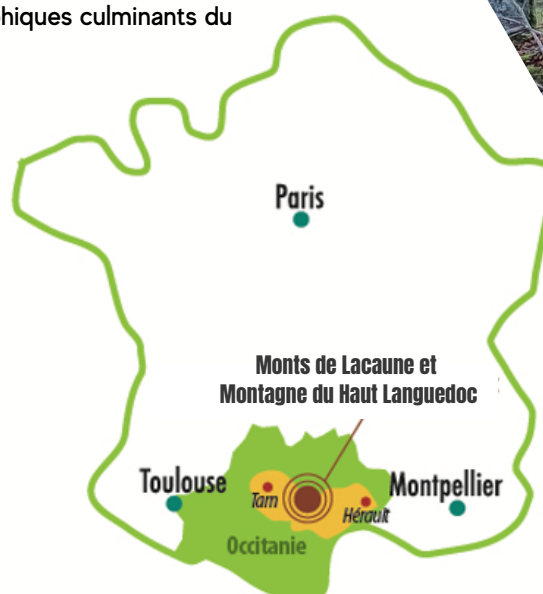 hiques culminants du
Paris
Monts de Lacaune et
Montagne du Haut Languedoc
Toulouse
Tarn
Montpellier
Hérault
Occitanie